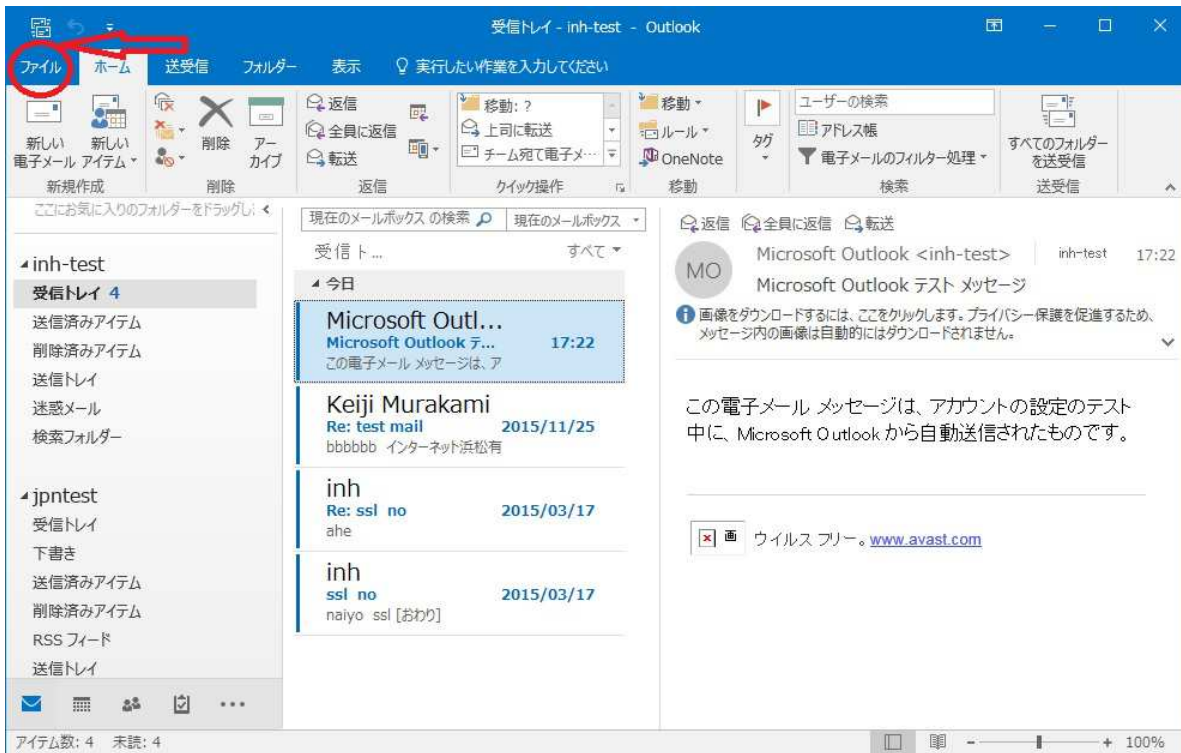 受信トレイ - inh-test - Outlook
ファイル ホーム 送受信 フォルダー 表示 実行したい作業を入力してください
新しい
電子メール
新しい
アイテム
新規作成
削除
アー
カイブ
削除
返信
全員に返信
転送
返信
移動: ?
上司に転送
チーム宛て電子メ…
クイック操作
移動
ルール
OneNote
移動
タグ
ユーザーの検索
アドレス帳
電子メールのフィルター処理
検索
すべてのフォルダー
を送受信
送受信
ここにお気に入りのフォルダーをドラッグし
inh-test
受信トレイ 4
送信済みアイテム
削除済みアイテム
送信トレイ
迷惑メール
検索フォルダー
jpntest
受信トレイ
下書き
送信済みアイテム
削除済みアイテム
RSS フィード
送信トレイ
現在のメールボックス の検索 現在のメールボックス
受信ト... すべて
今日
Microsoft Outl...
Microsoft Outlook テ... 17:22
この電子メール メッセージは、ア
Keiji Murakami
Re: test mail 2015/11/25
bbbbbb インターネット浜松有
inh
Re: ssl no 2015/03/17
ahe
inh
ssl no 2015/03/17
naiyo ssl [おわり]
返信 全員に返信 転送
MO
Microsoft Outlook <inh-test> inh-test 17:22
Microsoft Outlook テスト メッセージ
画像をダウンロードするには、ここをクリックします。プライバシー保護を促進するため、
メッセージ内の画像は自動的にはダウンロードされません。
この電子メール メッセージは、アカウントの設定のテスト
中に、Microsoft Outlook から自動送信されたものです。
画 ウイルス フリー。www.avast.com
アイテム数: 4 未読: 4
100%